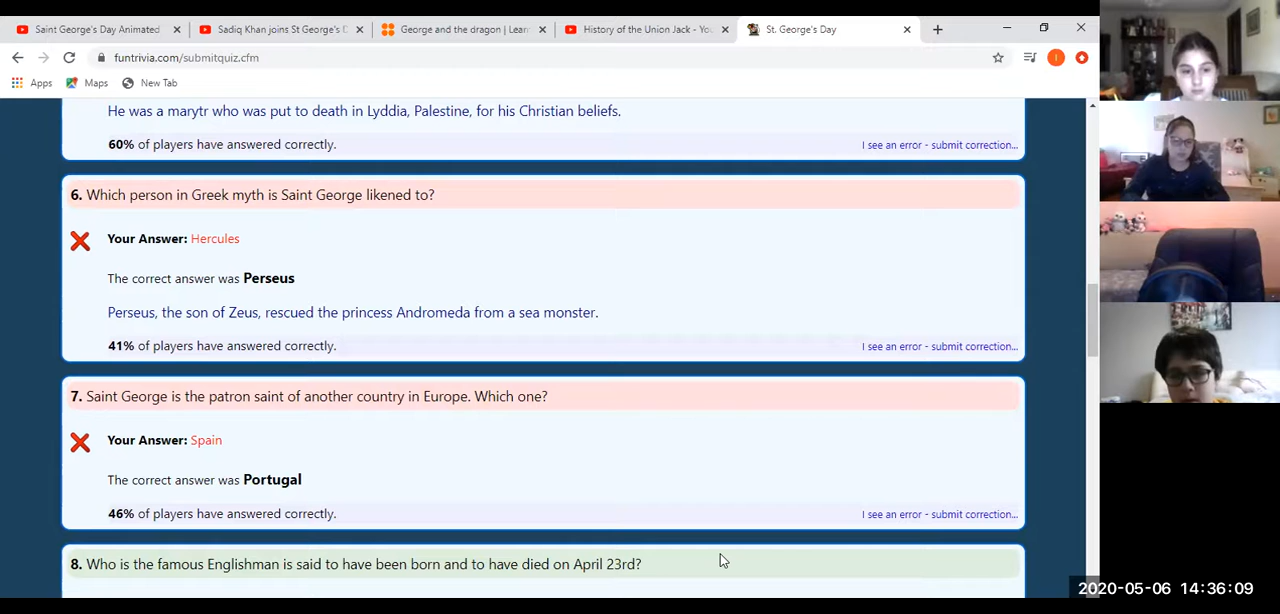 Saint George's Day Animated
Sadiq Khan joins St George's D
George and the dragon | Learn
History of the Union Jack - You
St. George's Day
funtrivia.com/submitquiz.cfm
Apps Maps New Tab
He was a marytr who was put to death in Lyddia, Palestine, for his Christian beliefs.
60% of players have answered correctly.
I see an error - submit correction...
6. Which person in Greek myth is Saint George likened to?
Your Answer: Hercules
The correct answer was Perseus
Perseus, the son of Zeus, rescued the princess Andromeda from a sea monster.
41% of players have answered correctly.
I see an error - submit correction...
7. Saint George is the patron saint of another country in Europe. Which one?
Your Answer: Spain
The correct answer was Portugal
46% of players have answered correctly.
I see an error - submit correction...
8. Who is the famous Englishman is said to have been born and to have died on April 23rd?
2020-05-06 14:36:09